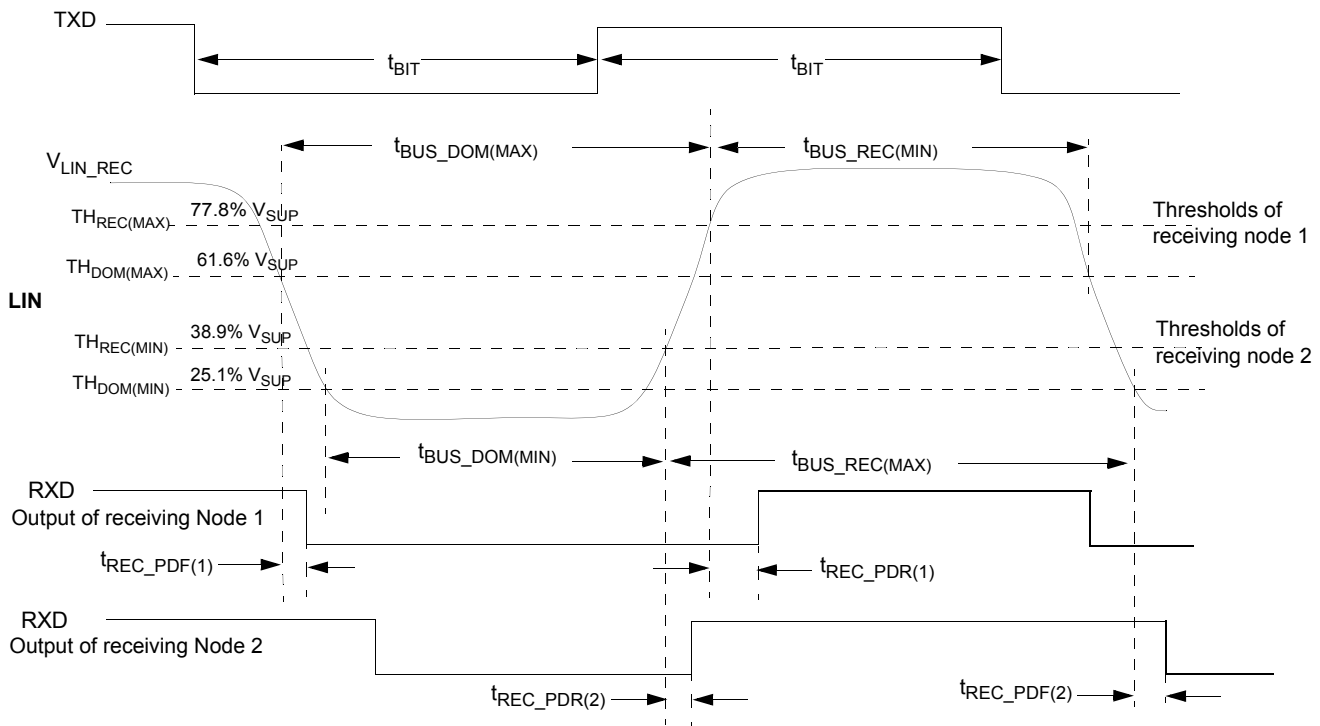 TXD
tBIT
tBIT
tBUS_DOM(MAX)
tBUS_REC(MIN)
VLIN_REC
THREC(MAX)
77.8% VSUP
Thresholds of
receiving node 1
THDOM(MAX)
61.6% VSUP
LIN
THREC(MIN)
38.9% VSUP
Thresholds of
receiving node 2
THDOM(MIN)
25.1% VSUP
tBUS_DOM(MIN)
tBUS_REC(MAX)
RXD
Output of receiving Node 1
tREC_PDF(1)
tREC_PDR(1)
RXD
Output of receiving Node 2
tREC_PDR(2)
tREC_PDF(2)